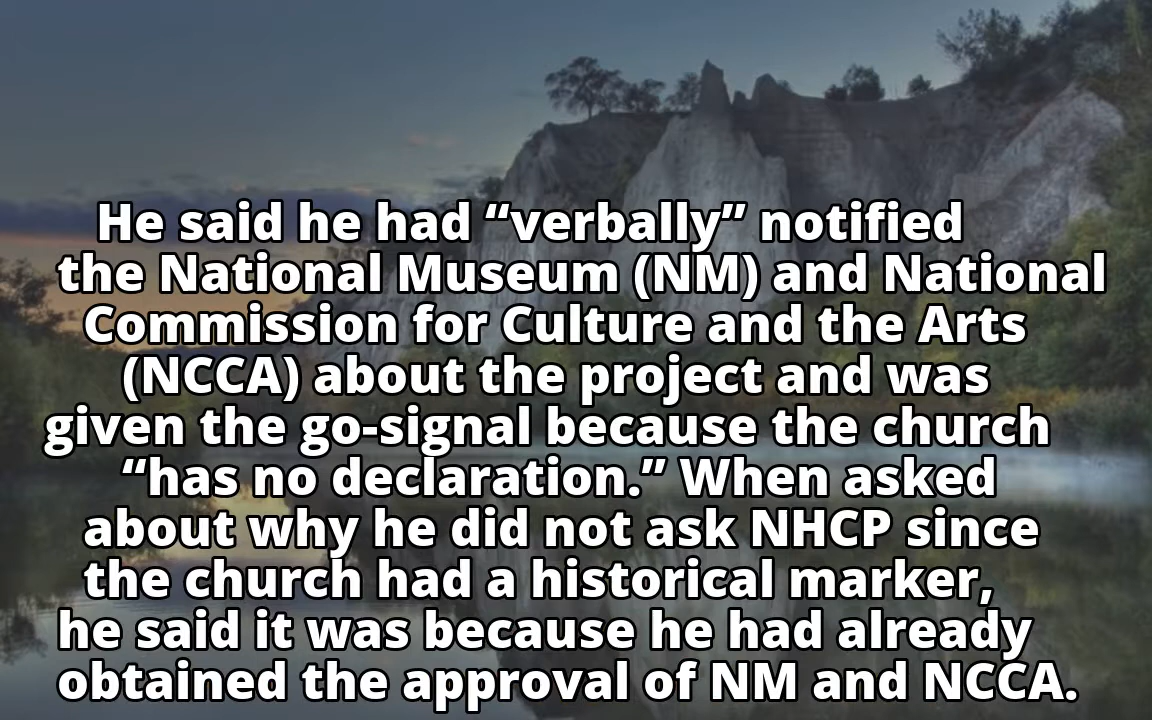 He said he had “verbally” notified
the National Museum (NM) and National
Commission for Culture and the Arts
(NCCA) about the project and was
given the go-signal because the church
“has no declaration.” When asked
about why he did not ask NHCP since
the church had a historical marker,
he said it was because he had already
obtained the approval of NM and NCCA.